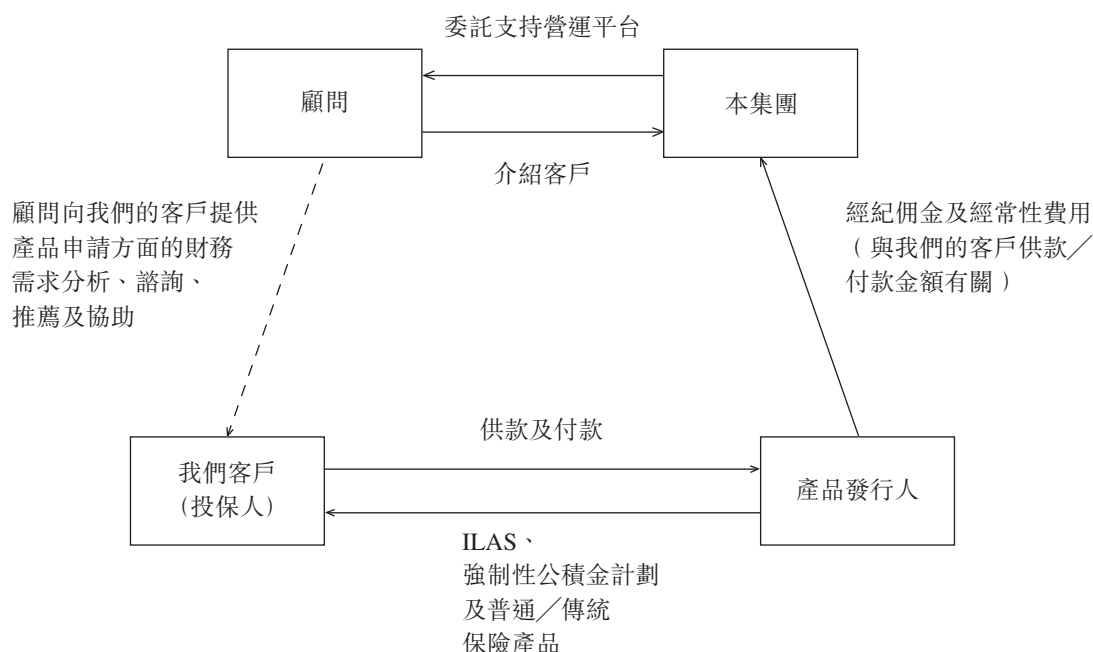 委託支持營運平台
顧問
本集團
介紹客戶
顧問向我們的客戶提供
產品申請方面的財務
需求分析、諮詢、
推薦及協助
經紀佣金及經常性費用
（與我們的客戶供款╱
付款金額有關）
供款及付款
我們客戶
(投保人)
產品發行人
ILAS、
強制性公積金計劃
及普通╱傳統
保險產品